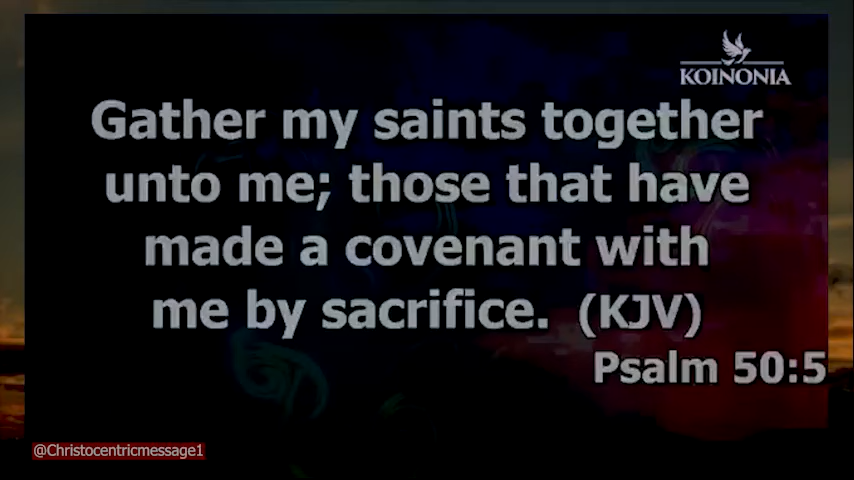 KOINONIA
Gather my saints together
unto me; those that have
made a covenant with
me by sacrifice. (KJV)
Psalm 50:5
@Christocentricmessage1